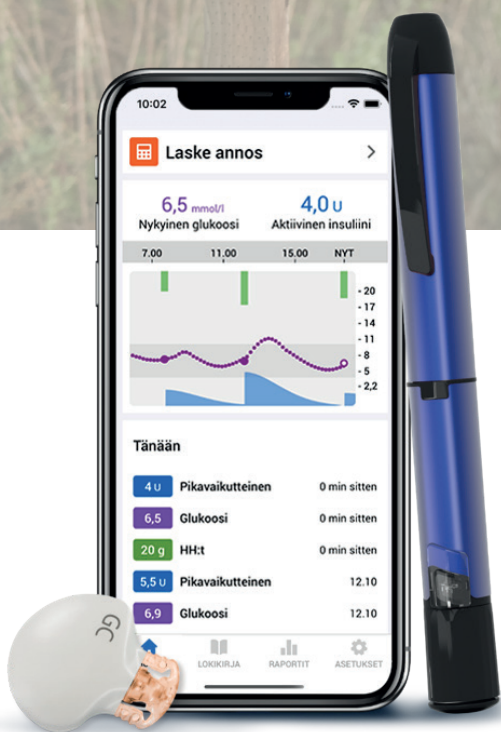 10:02
Laske annos
6,5 mmol/l 4,0 U
Nykyinen glukoosi Aktiivinen insuliini
7.00 11.00 15.00 NYT
- 20
- 17
- 14
- 11
- 8
- 5
- 2,2
Tänään
4 U Pikavaikutteinen 0 min sitten
6,5 Glukoosi 0 min sitten
20 g HH:t 0 min sitten
5,5 U Pikavaikutteinen 12.10
6,9 Glukoosi 12.10
LOKIKIRJA RAPORTIT ASETUKSET
GC